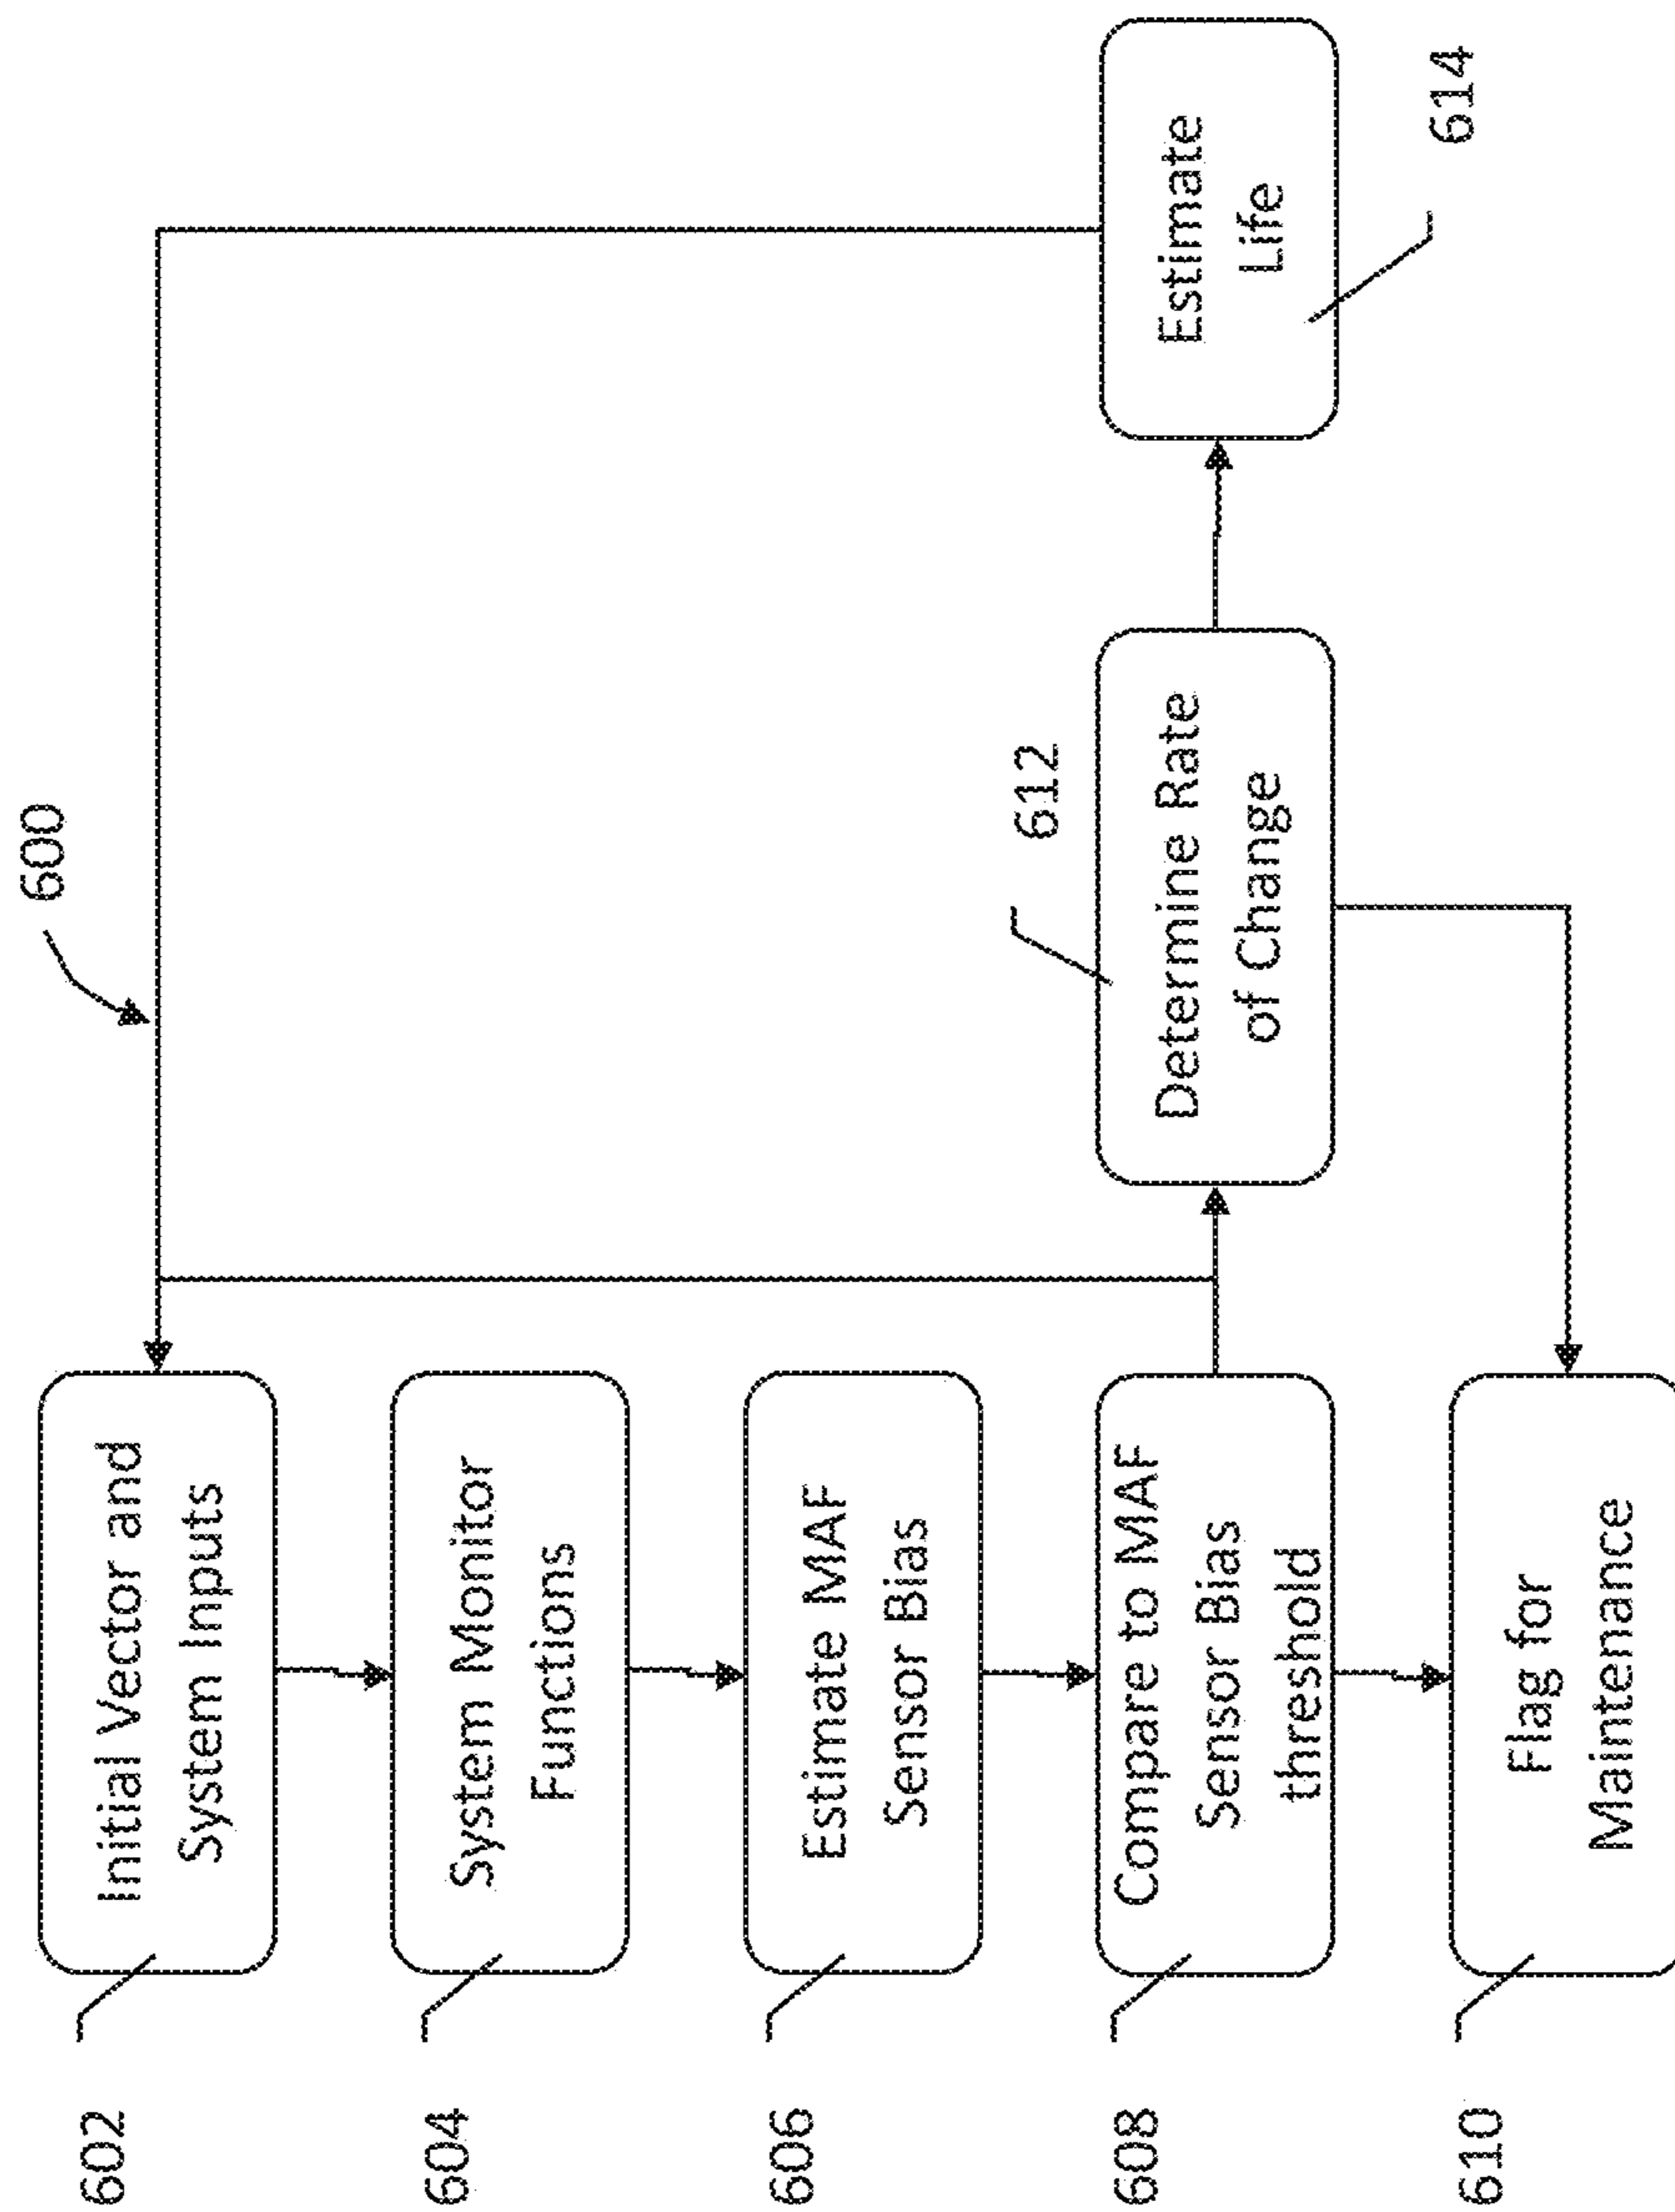 600
602
Initial Vector and
System Inputs
604
System Monitor
Functions
606
Estimate MAF
Sensor Bias
608
Compare to MAF
Sensor Bias
threshold
612
Determine Rate
of Change
Estimate
Life
614
610
Flag for
Maintenance